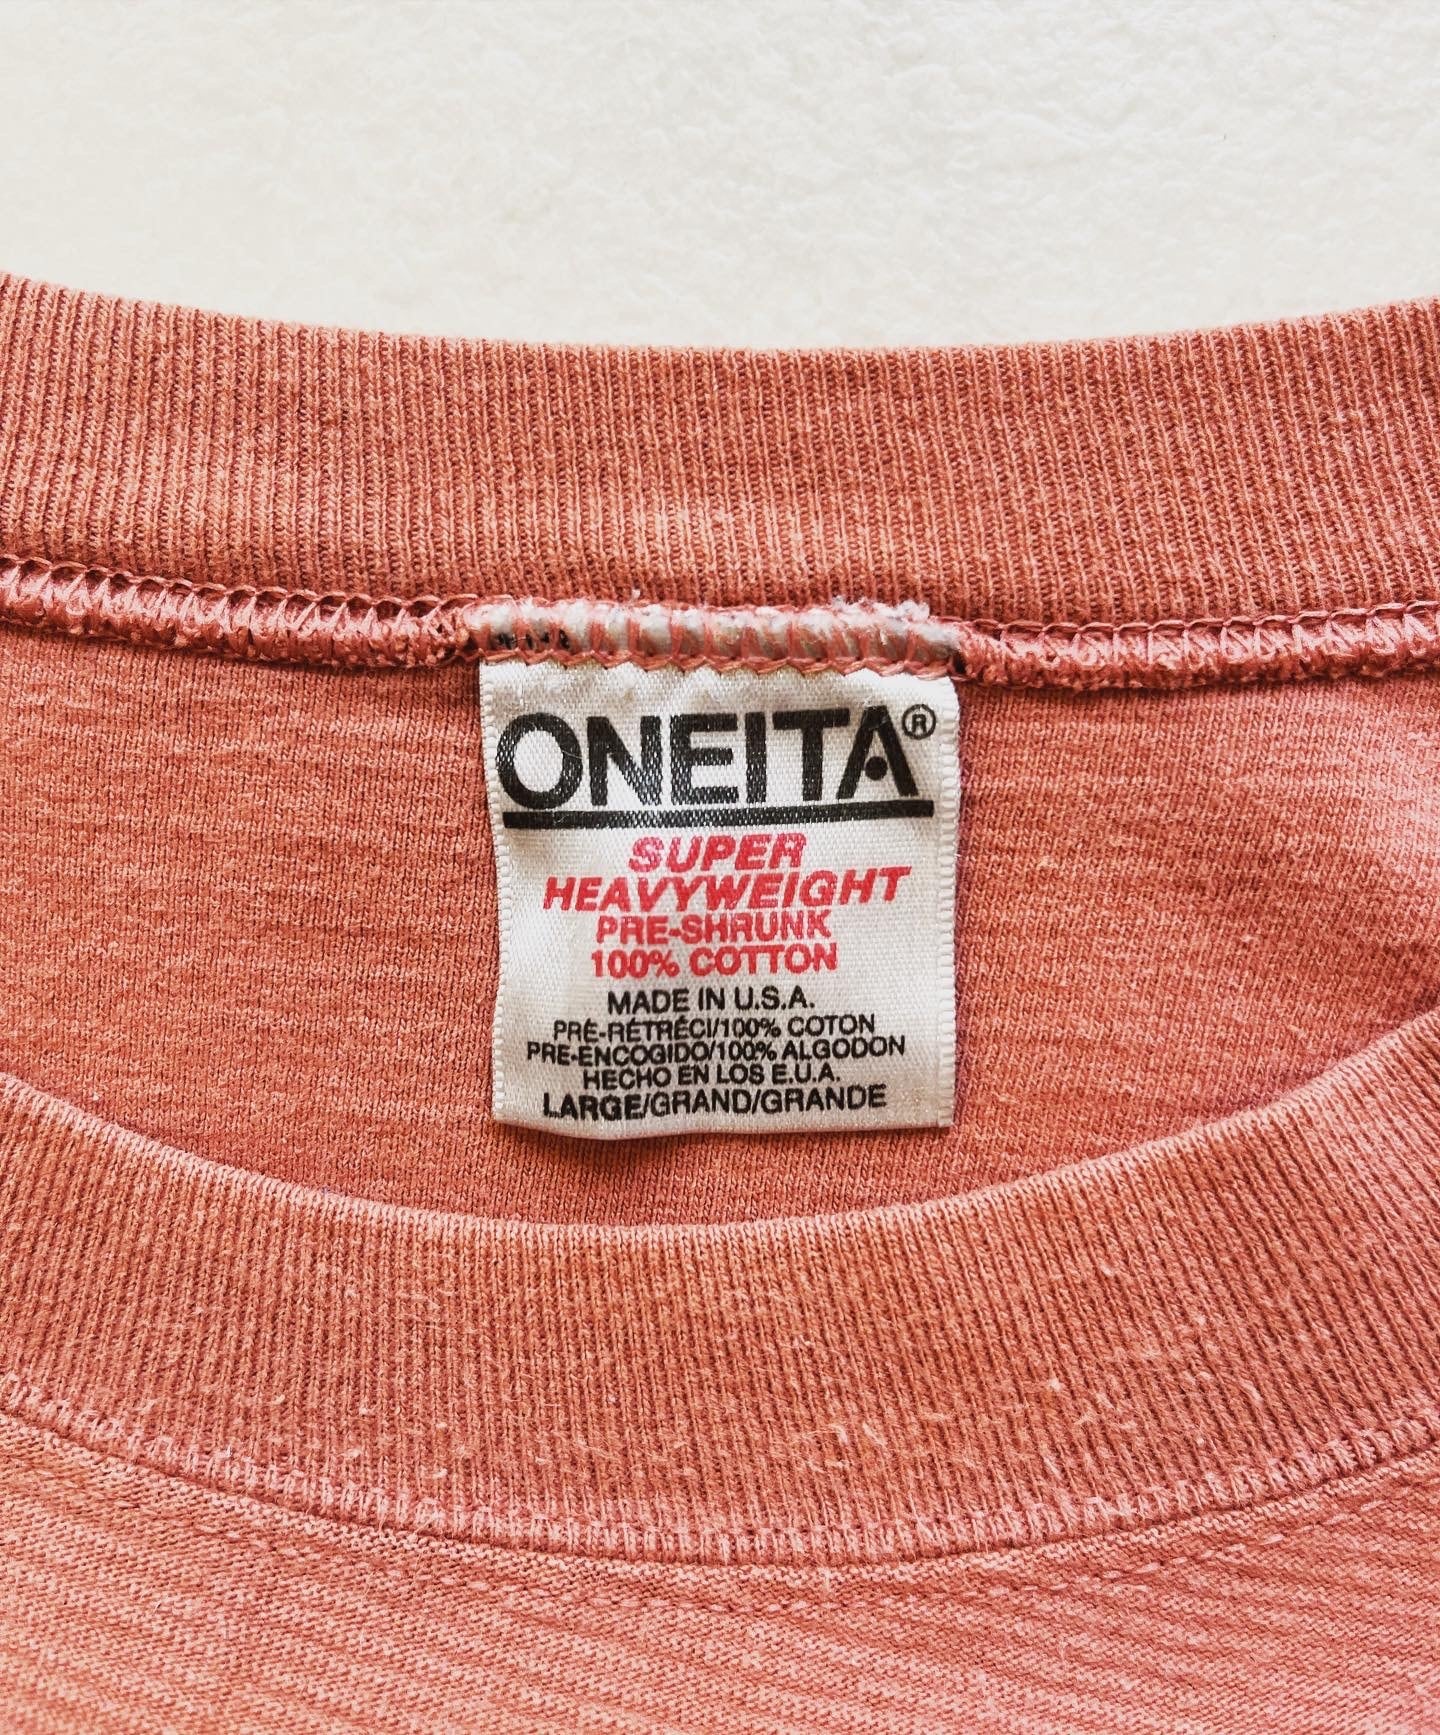 ONEITA®
SUPER
HEAVYWEIGHT
PRE-SHRUNK
100% COTTON
MADE IN U.S.A.
PRÉ-RÉTRÉCI/100% COTON
PRE-ENCOGIDO/100% ALGODON
HECHO EN LOS E.U.A.
LARGE/GRAND/GRANDE